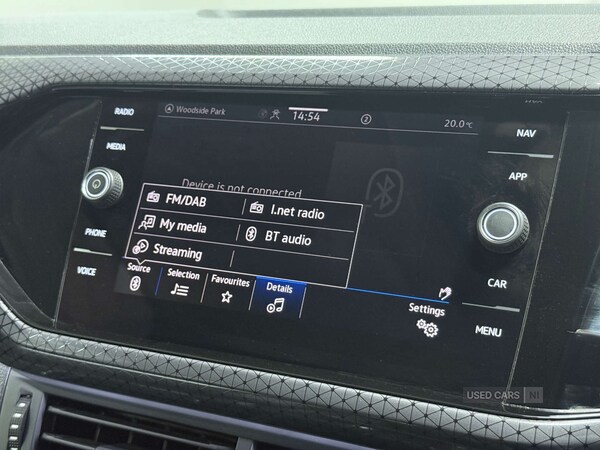 RADIO
MEDIA
PHONE
VOICE
Woodside Park
14:54
2
20.0°C
Device is not connected
FM/DAB
I.net radio
My media
BT audio
Streaming
Source
Selection
Favourites
Details
Settings
NAV
APP
CAR
MENU
USED CARS NI